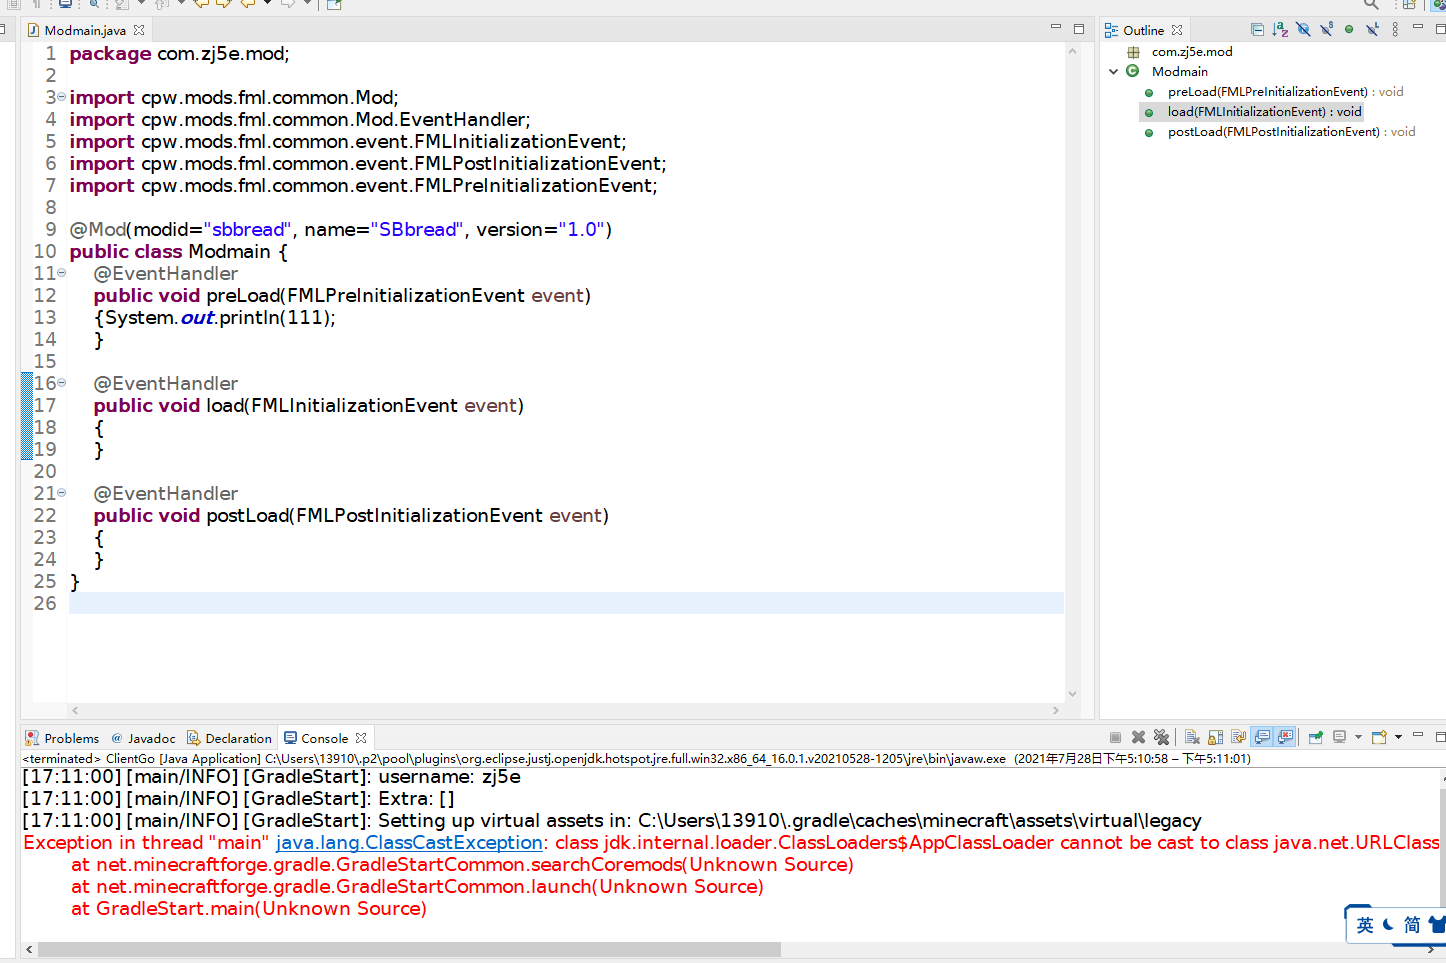 Modmain.java
1 package com.zj5e.mod;
2
3 import cpw.mods.fml.common.Mod;
4 import cpw.mods.fml.common.Mod.EventHandler;
5 import cpw.mods.fml.common.event.FMLInitializationEvent;
6 import cpw.mods.fml.common.event.FMLPostInitializationEvent;
7 import cpw.mods.fml.common.event.FMLPreInitializationEvent;
8
9 @Mod(modid="sbbread", name="SBbread", version="1.0")
10 public class Modmain {
11 @EventHandler
12 public void preLoad(FMLPreInitializationEvent event)
13 {System.out.println(111);
14 }
15
16 @EventHandler
17 public void load(FMLInitializationEvent event)
18 {
19 }
20
21 @EventHandler
22 public void postLoad(FMLPostInitializationEvent event)
23 {
24 }
25 }
26
Outline
com.zj5e.mod
Modmain
preLoad(FMLPreInitializationEvent) : void
load(FMLInitializationEvent) : void
postLoad(FMLPostInitializationEvent) : void
Problems @ Javadoc Declaration Console
<terminated> ClientGo [Java Application] C:\Users\13910\.p2\pool\plugins\org.eclipse.justj.openjdk.hotspot.jre.full.win32.x86_64_16.0.1.v20210528-1205\jre\bin\javaw.exe (2021年7月28日下午5:10:58 – 下午5:11:01)
[17:11:00] [main/INFO] [GradleStart]: username: zj5e
[17:11:00] [main/INFO] [GradleStart]: Extra: []
[17:11:00] [main/INFO] [GradleStart]: Setting up virtual assets in: C:\Users\13910\.gradle\caches\minecraft\assets\virtual\legacy
Exception in thread "main" java.lang.ClassCastException: class jdk.internal.loader.ClassLoaders$AppClassLoader cannot be cast to class java.net.URLClass
at net.minecraftforge.gradle.GradleStartCommon.searchCoremods(Unknown Source)
at net.minecraftforge.gradle.GradleStartCommon.launch(Unknown Source)
at GradleStart.main(Unknown Source)
英 简